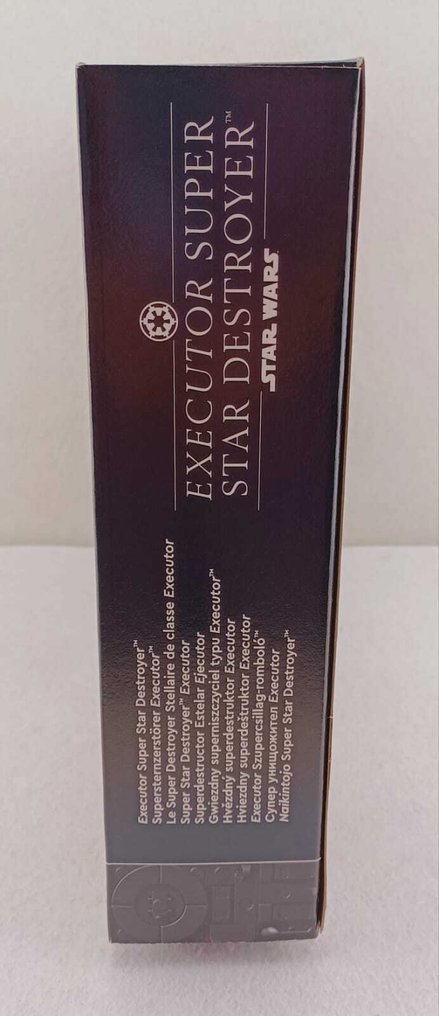 EXECUTOR SUPER
STAR DESTROYER™
STAR WARS
Executor Super Star Destroyer™
Supersternzerstörer Executor™
Le Super Destroyer Stellaire de classe Executor
Super Star Destroyer™ Executor
Superdestructor Estelar Ejecutor
Gwiezdny superniszczyciel typu Executor™
Hvězdný superdestruktor Executor
Hviezdny superdeštruktor Executor
Executor Szupercsillag-romboló™
Супер унищожител Executor
Naikintojo Super Star Destroyer™